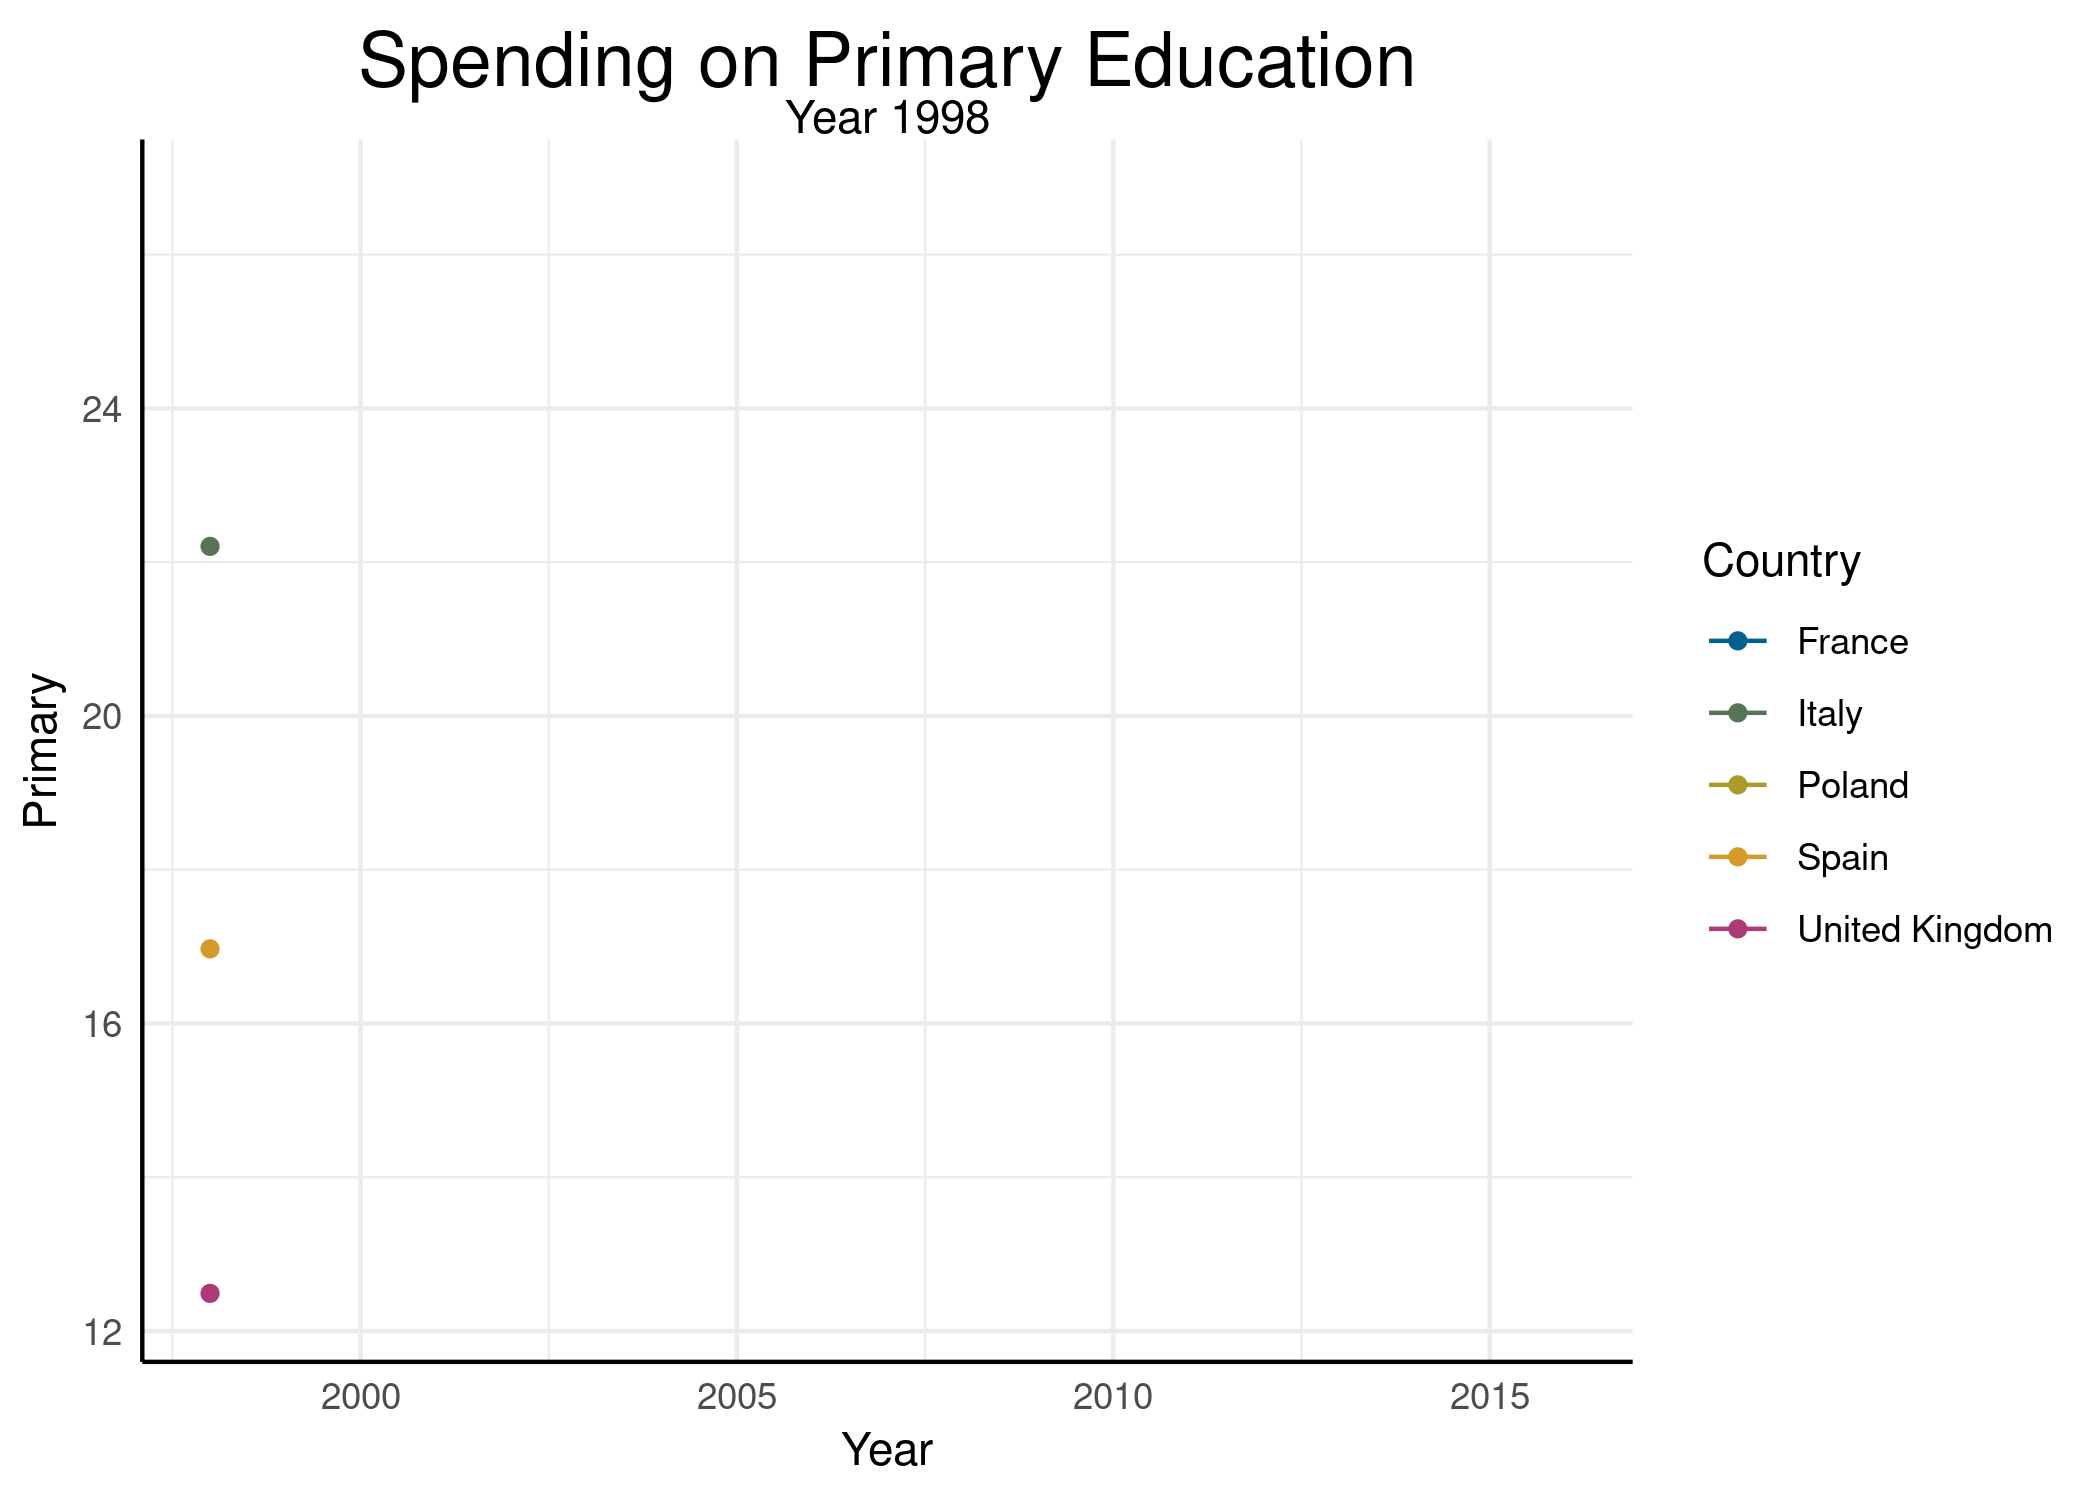 Spending on Primary Education
Year 1998
Primary
24
20
16
12
2000
2005
2010
2015
Year
Country
France
Italy
Poland
Spain
United Kingdom